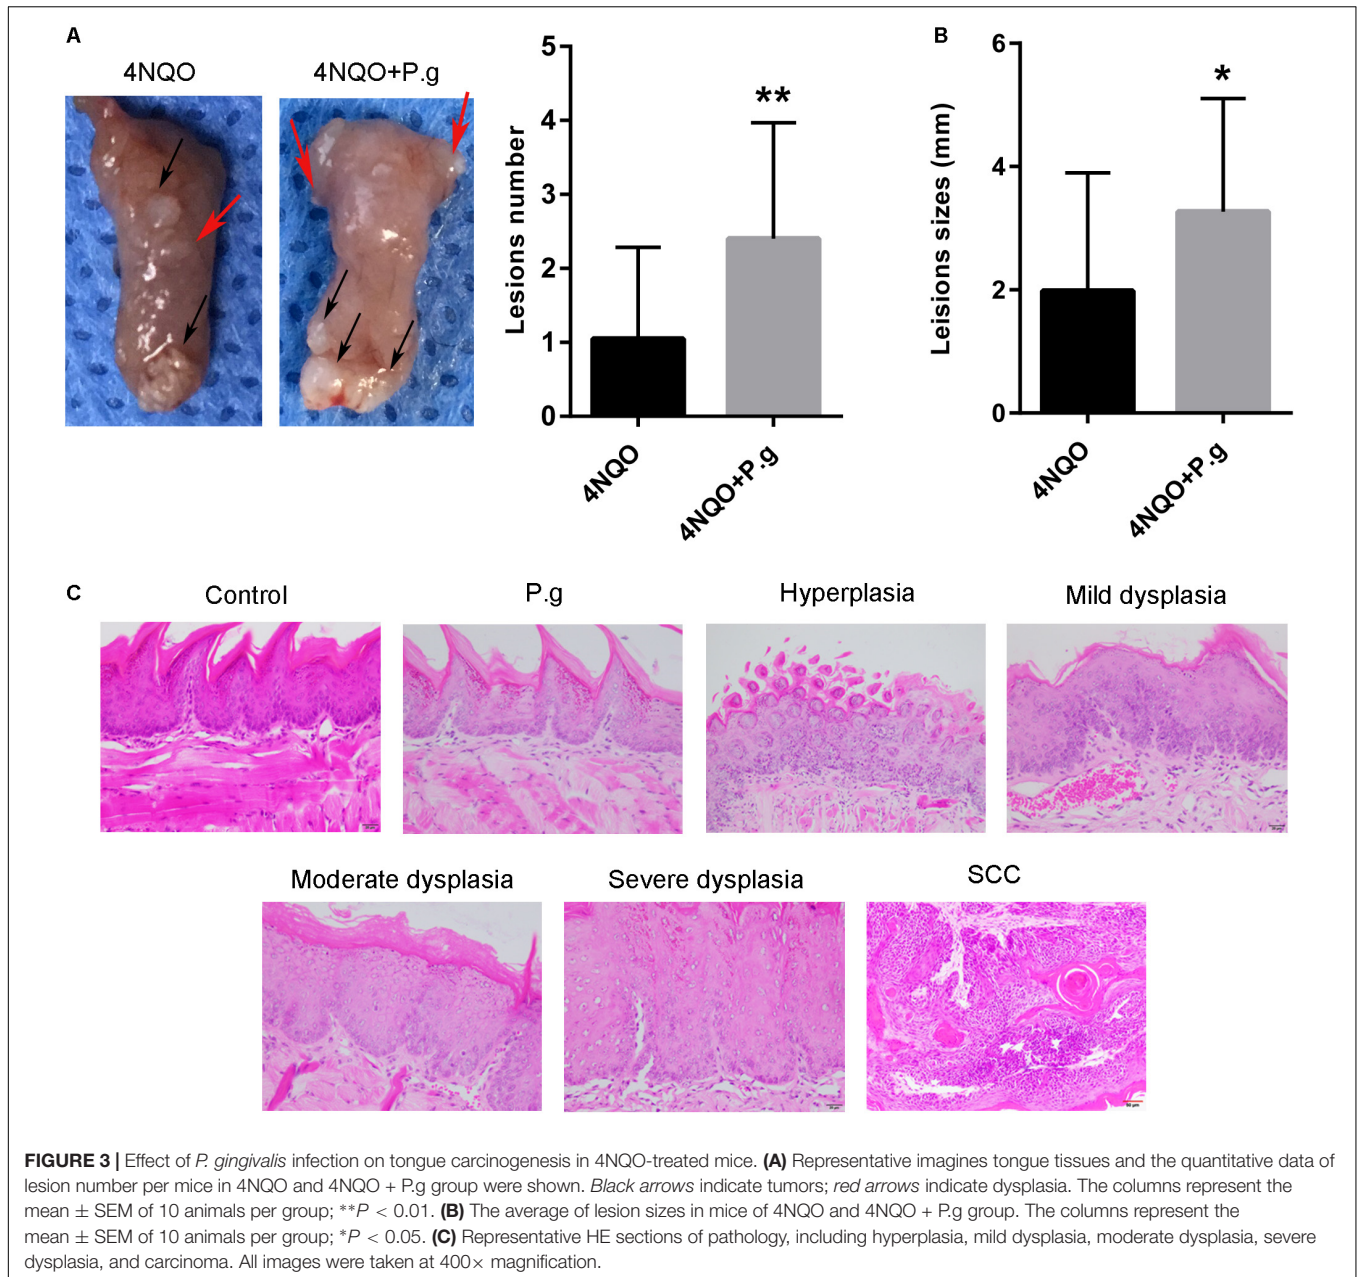 A
4NQO
4NQO+P.g
Lesions number
5
4
3
2
1
0
**
4NQO
4NQO+P.g
B
Leisions sizes (mm)
6
4
2
0
*
4NQO
4NQO+P.g
C
Control
P.g
Hyperplasia
Mild dysplasia
Moderate dysplasia
Severe dysplasia
SCC
FIGURE 3 | Effect of P. gingivalis infection on tongue carcinogenesis in 4NQO-treated mice. (A) Representative imagines tongue tissues and the quantitative data of
lesion number per mice in 4NQO and 4NQO + P.g group were shown. Black arrows indicate tumors; red arrows indicate dysplasia. The columns represent the
mean ± SEM of 10 animals per group; **P < 0.01. (B) The average of lesion sizes in mice of 4NQO and 4NQO + P.g group. The columns represent the
mean ± SEM of 10 animals per group; *P < 0.05. (C) Representative HE sections of pathology, including hyperplasia, mild dysplasia, moderate dysplasia, severe
dysplasia, and carcinoma. All images were taken at 400× magnification.